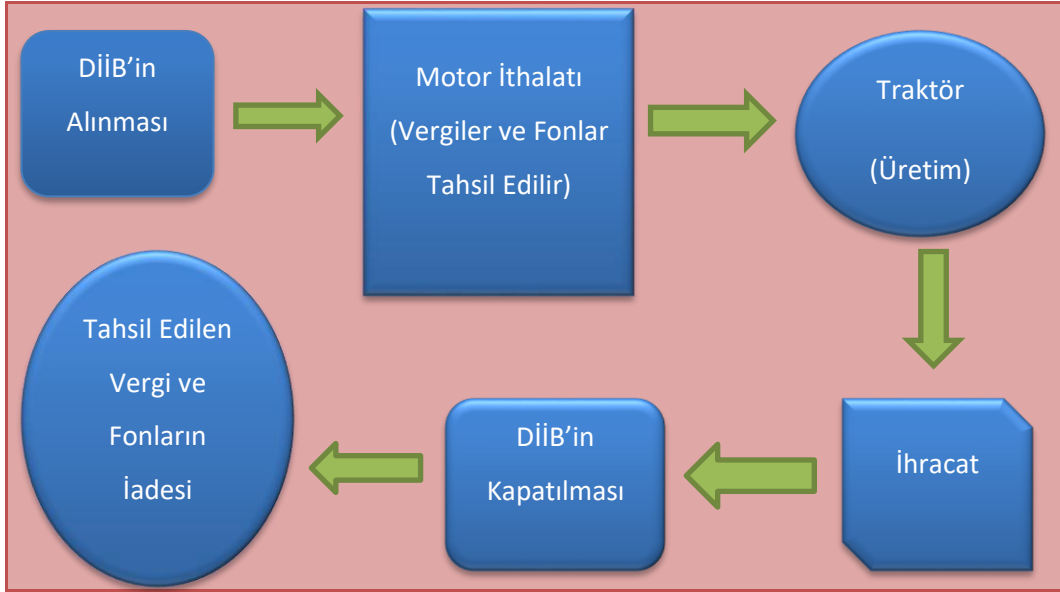 DİİB’in
Alınması
Motor İthalatı
(Vergiler ve Fonlar
Tahsil Edilir)
Traktör
(Üretim)
İhracat
DİİB’in
Kapatılması
Tahsil Edilen
Vergi ve
Fonların
İadesi